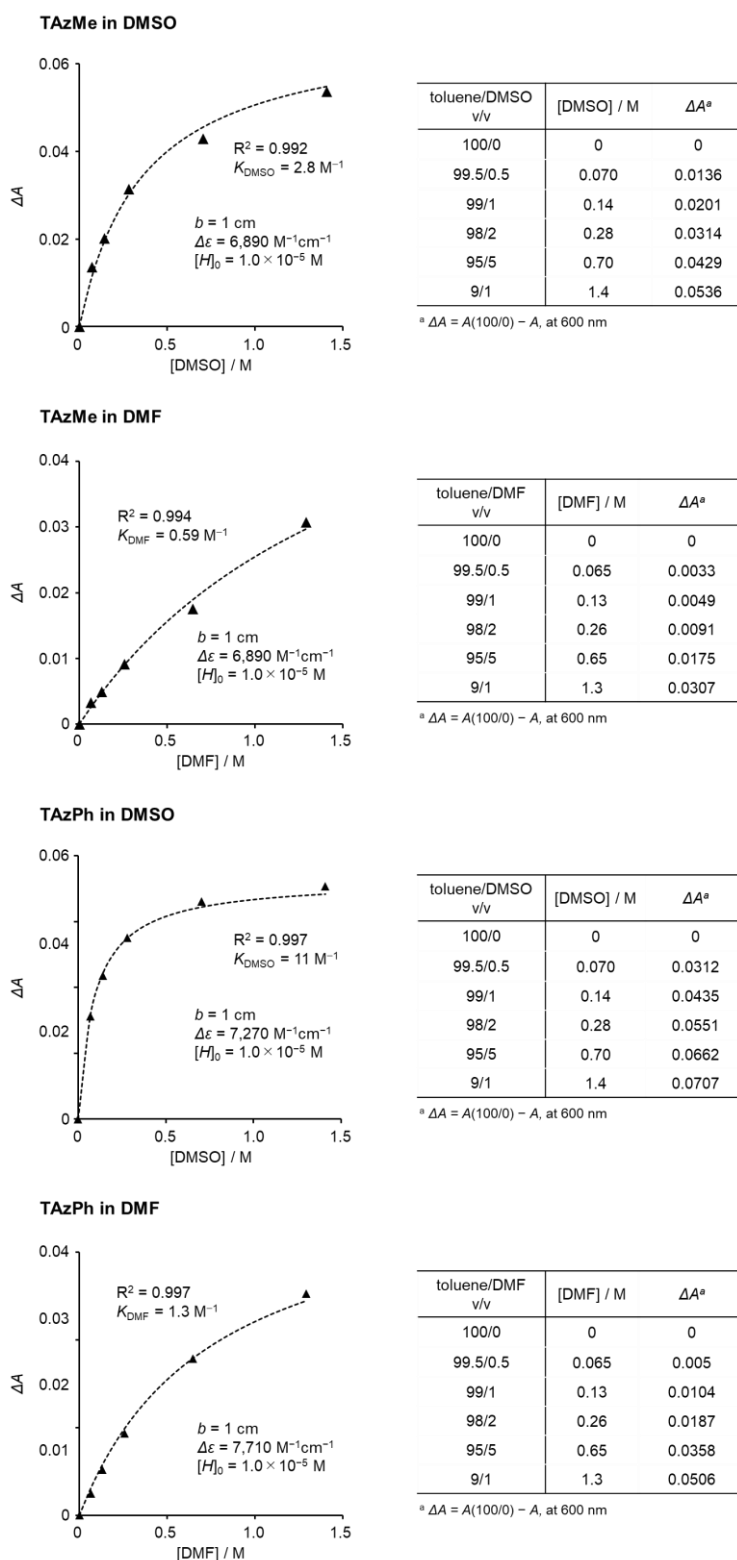 TAzMe in DMSO
0.06
0.04
0.02
0
ΔA
0
0.5
1.0
1.5
[DMSO] / M
R² = 0.992
K_DMSO = 2.8 M⁻¹
b = 1 cm
Δε = 6,890 M⁻¹cm⁻¹
[H]₀ = 1.0 × 10⁻⁵ M
toluene/DMSO v/v [DMSO] / M ΔAᵃ
100/0 0 0
99.5/0.5 0.070 0.0136
99/1 0.14 0.0201
98/2 0.28 0.0314
95/5 0.70 0.0429
9/1 1.4 0.0536
ᵃ ΔA = A(100/0) − A, at 600 nm
TAzMe in DMF
0.04
0.03
0.02
0.01
0
ΔA
0
0.5
1.0
1.5
[DMF] / M
R² = 0.994
K_DMF = 0.59 M⁻¹
b = 1 cm
Δε = 6,890 M⁻¹cm⁻¹
[H]₀ = 1.0 × 10⁻⁵ M
toluene/DMF v/v [DMF] / M ΔAᵃ
100/0 0 0
99.5/0.5 0.065 0.0033
99/1 0.13 0.0049
98/2 0.26 0.0091
95/5 0.65 0.0175
9/1 1.3 0.0307
ᵃ ΔA = A(100/0) − A, at 600 nm
TAzPh in DMSO
0.06
0.04
0.02
0
ΔA
0
0.5
1.0
1.5
[DMSO] / M
R² = 0.997
K_DMSO = 11 M⁻¹
b = 1 cm
Δε = 7,270 M⁻¹cm⁻¹
[H]₀ = 1.0 × 10⁻⁵ M
toluene/DMSO v/v [DMSO] / M ΔAᵃ
100/0 0 0
99.5/0.5 0.070 0.0312
99/1 0.14 0.0435
98/2 0.28 0.0551
95/5 0.70 0.0662
9/1 1.4 0.0707
ᵃ ΔA = A(100/0) − A, at 600 nm
TAzPh in DMF
0.04
0.03
0.02
0.01
0
ΔA
0
0.5
1.0
1.5
[DMF] / M
R² = 0.997
K_DMF = 1.3 M⁻¹
b = 1 cm
Δε = 7,710 M⁻¹cm⁻¹
[H]₀ = 1.0 × 10⁻⁵ M
toluene/DMF v/v [DMF] / M ΔAᵃ
100/0 0 0
99.5/0.5 0.065 0.005
99/1 0.13 0.0104
98/2 0.26 0.0187
95/5 0.65 0.0358
9/1 1.3 0.0506
ᵃ ΔA = A(100/0) − A, at 600 nm